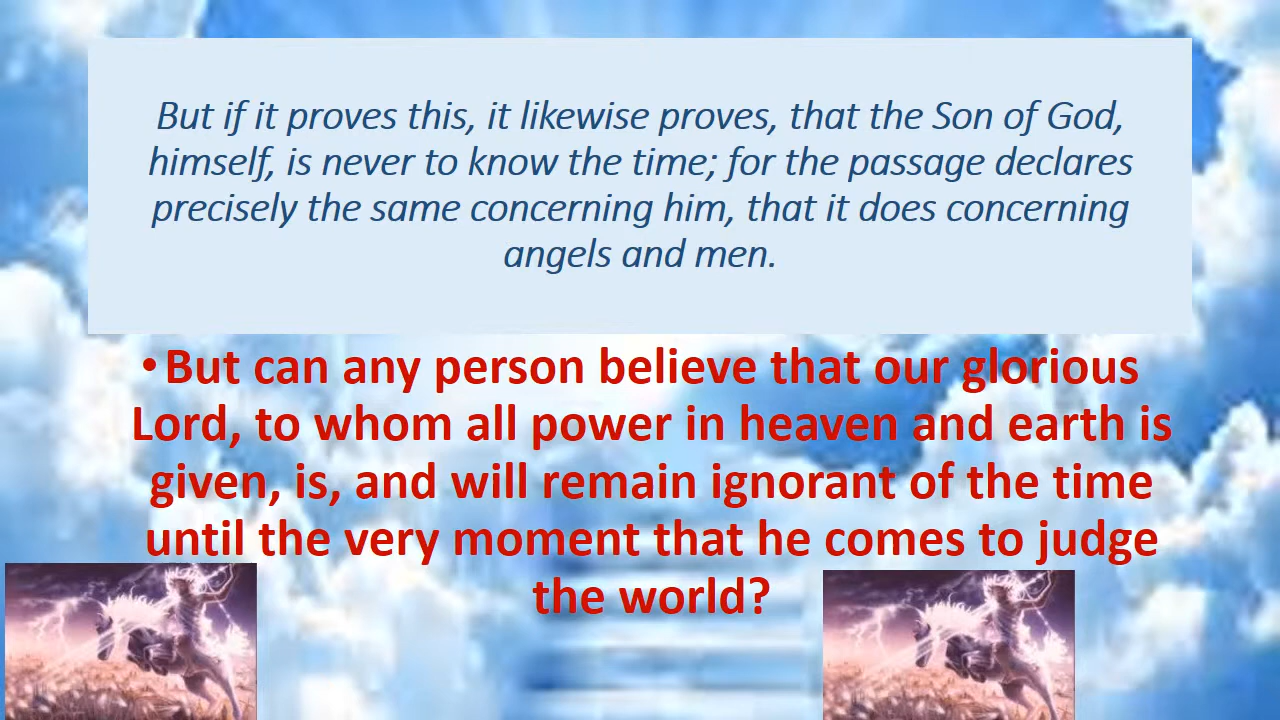 But if it proves this, it likewise proves, that the Son of God,
himself, is never to know the time; for the passage declares
precisely the same concerning him, that it does concerning
angels and men.
• But can any person believe that our glorious
Lord, to whom all power in heaven and earth is
given, is, and will remain ignorant of the time
until the very moment that he comes to judge
the world?